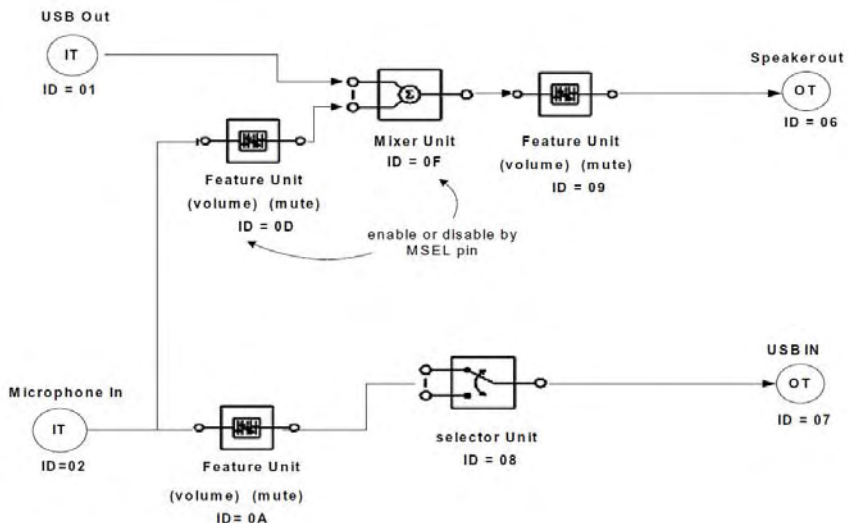 USB Out
IT
ID = 01
Speakerout
OT
ID = 06
Σ
Mixer Unit
ID = 0F
Feature Unit
(volume) (mute)
ID = 09
Feature Unit
(volume) (mute)
ID = 0D
enable or disable by
MSEL pin
Microphone In
IT
ID=02
Feature Unit
(volume) (mute)
ID= 0A
selector Unit
ID = 08
USB IN
OT
ID = 07